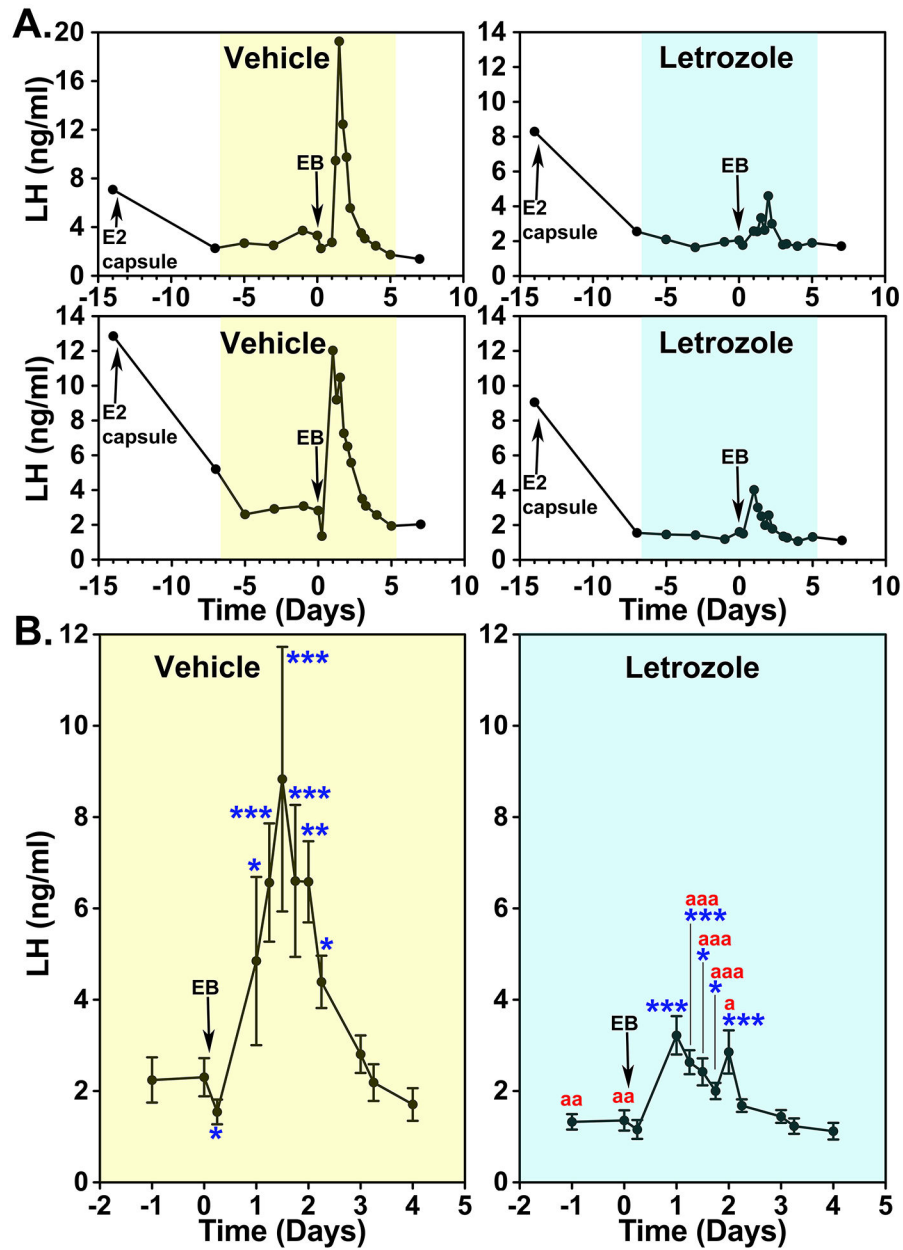 A.
Vehicle
Letrozole
LH (ng/ml)
20
16
12
8
4
0
EB
E2
capsule
-15 -10 -5 0 5 10
14
12
10
8
6
4
2
0
EB
E2
capsule
-15 -10 -5 0 5 10
Vehicle
Letrozole
LH (ng/ml)
14
12
10
8
6
4
2
0
EB
E2
capsule
-15 -10 -5 0 5 10
Time (Days)
14
12
10
8
6
4
2
0
EB
E2
capsule
-15 -10 -5 0 5 10
Time (Days)
B.
Vehicle
LH (ng/ml)
12
10
8
6
4
2
0
***
***
***
**
*
*
EB
*
-2 -1 0 1 2 3 4 5
Time (Days)
Letrozole
12
10
8
6
4
2
0
aaa
***
aaa
*
aaa
*
a
***
***
EB
aa
aa
-2 -1 0 1 2 3 4 5
Time (Days)